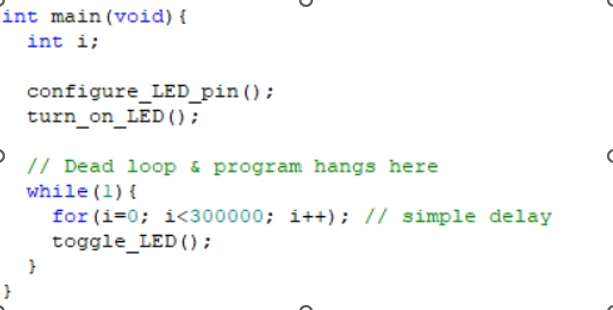 int main(void){
int i;
configure_LED_pin();
turn_on_LED();
// Dead loop & program hangs here
while(1){
for(i=0; i<300000; i++); // simple delay
toggle_LED();
}
}